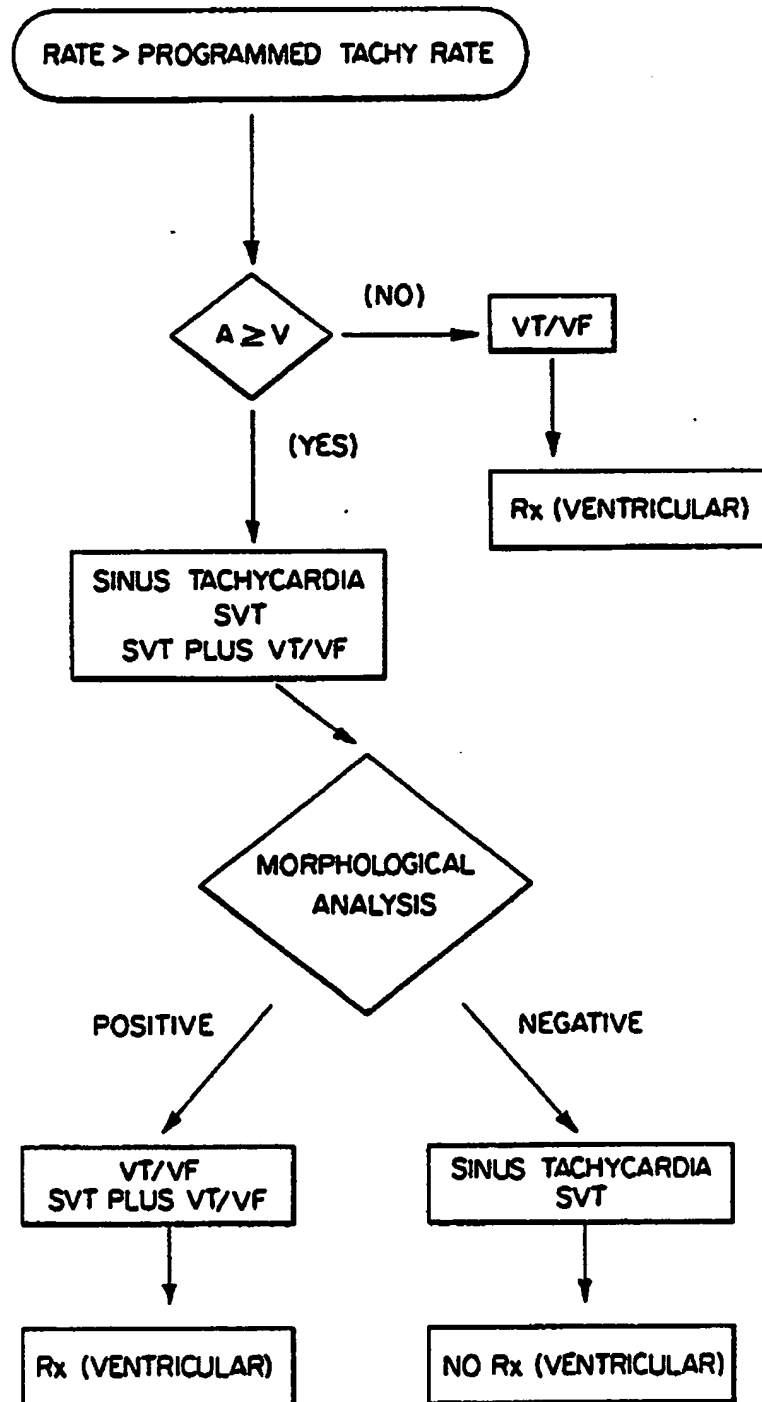 RATE > PROGRAMMED TACHY RATE
A ≥ V
(NO)
VT/VF
(YES)
Rx (VENTRICULAR)
SINUS TACHYCARDIA
SVT
SVT PLUS VT/VF
MORPHOLOGICAL
ANALYSIS
POSITIVE
NEGATIVE
VT/VF
SVT PLUS VT/VF
SINUS TACHYCARDIA
SVT
Rx (VENTRICULAR)
NO Rx (VENTRICULAR)